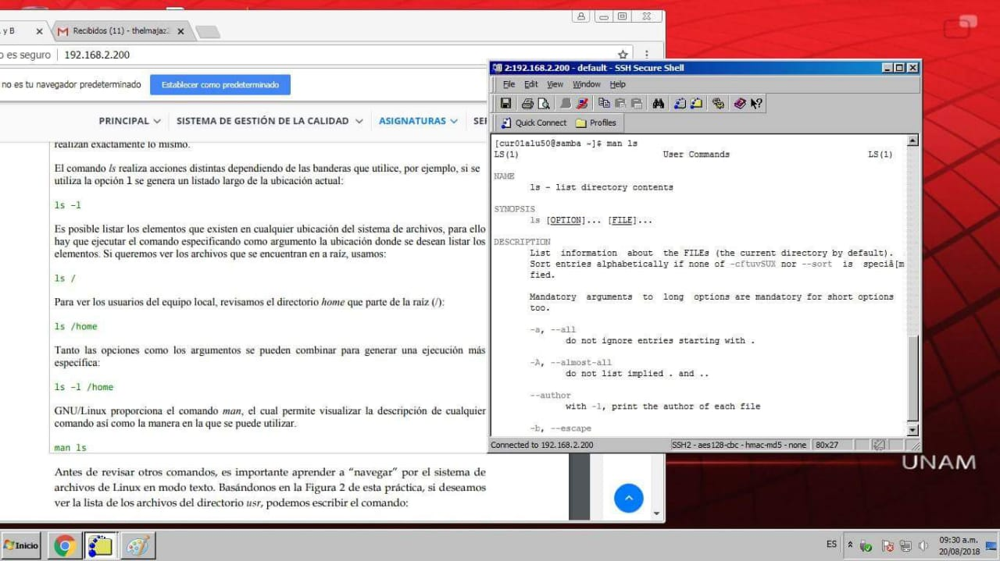 y B
Recibidos (11) - thelmajaz
o es seguro
192.168.2.200
no es tu navegador predeterminado
Establecer como predeterminado
PRINCIPAL
SISTEMA DE GESTIÓN DE LA CALIDAD
ASIGNATURAS
SE
realizan exactamente lo mismo.
El comando ls realiza acciones distintas dependiendo de las banderas que utilice, por ejemplo, si se
utiliza la opción l se genera un listado largo de la ubicación actual:
ls -l
Es posible listar los elementos que existen en cualquier ubicación del sistema de archivos, para ello
hay que ejecutar el comando especificando como argumento la ubicación donde se desean listar los
elementos. Si queremos ver los archivos que se encuentran en a raíz, usamos:
ls /
Para ver los usuarios del equipo local, revisamos el directorio home que parte de la raíz (/):
ls /home
Tanto las opciones como los argumentos se pueden combinar para generar una ejecución más
específica:
ls -l /home
GNU/Linux proporciona el comando man, el cual permite visualizar la descripción de cualquier
comando así como la manera en la que se puede utilizar.
man ls
Antes de revisar otros comandos, es importante aprender a “navegar” por el sistema de
archivos de Linux en modo texto. Basándonos en la Figura 2 de esta práctica, si deseamos
ver la lista de los archivos del directorio usr, podemos escribir el comando:
2:192.168.2.200 - default - SSH Secure Shell
File Edit View Window Help
Quick Connect Profiles
[cur01alu50@samba ~]$ man ls
LS(1) User Commands LS(1)
NAME
ls - list directory contents
SYNOPSIS
ls [OPTION]... [FILE]...
DESCRIPTION
List information about the FILEs (the current directory by default).
Sort entries alphabetically if none of -cftuvSUX nor --sort is speciâ[m
fied.
Mandatory arguments to long options are mandatory for short options
too.
-a, --all
do not ignore entries starting with .
-A, --almost-all
do not list implied . and ..
--author
with -l, print the author of each file
-b, --escape
Connected to 192.168.2.200
SSH2 - aes128-cbc - hmac-md5 - none
80x27
UNAM
Inicio
ES
09:30 a.m.
20/08/2018